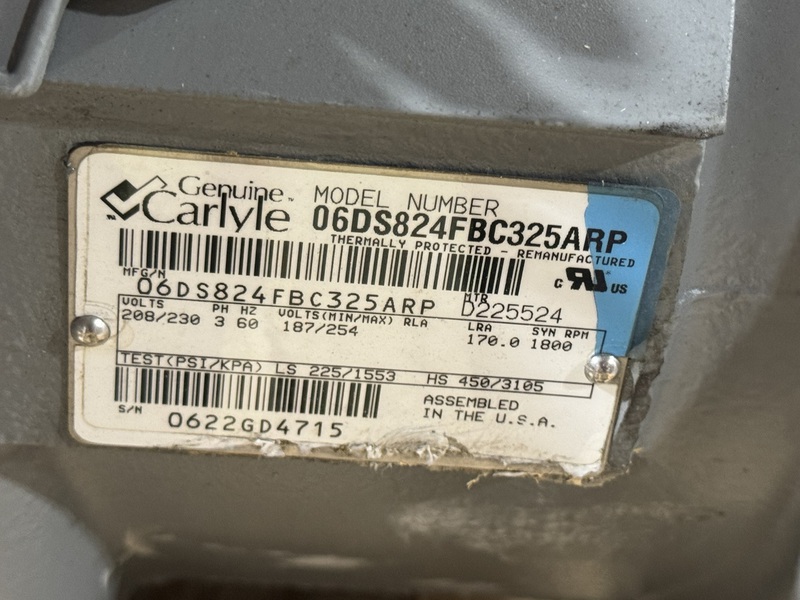 Genuine
Carlyle
MODEL NUMBER
06DS824FBC325ARP
THERMALLY PROTECTED - REMANUFACTURED
C RU US
MFG/N
06DS824FBC325ARP
MTR
D225524
VOLTS PH HZ VOLTS(MIN/MAX) RLA LRA SYN RPM
208/230 3 60 187/254 170.0 1800
TEST(PSI/KPA) LS 225/1553 HS 450/3105
S/N
0622GD4715
ASSEMBLED
IN THE U.S.A.